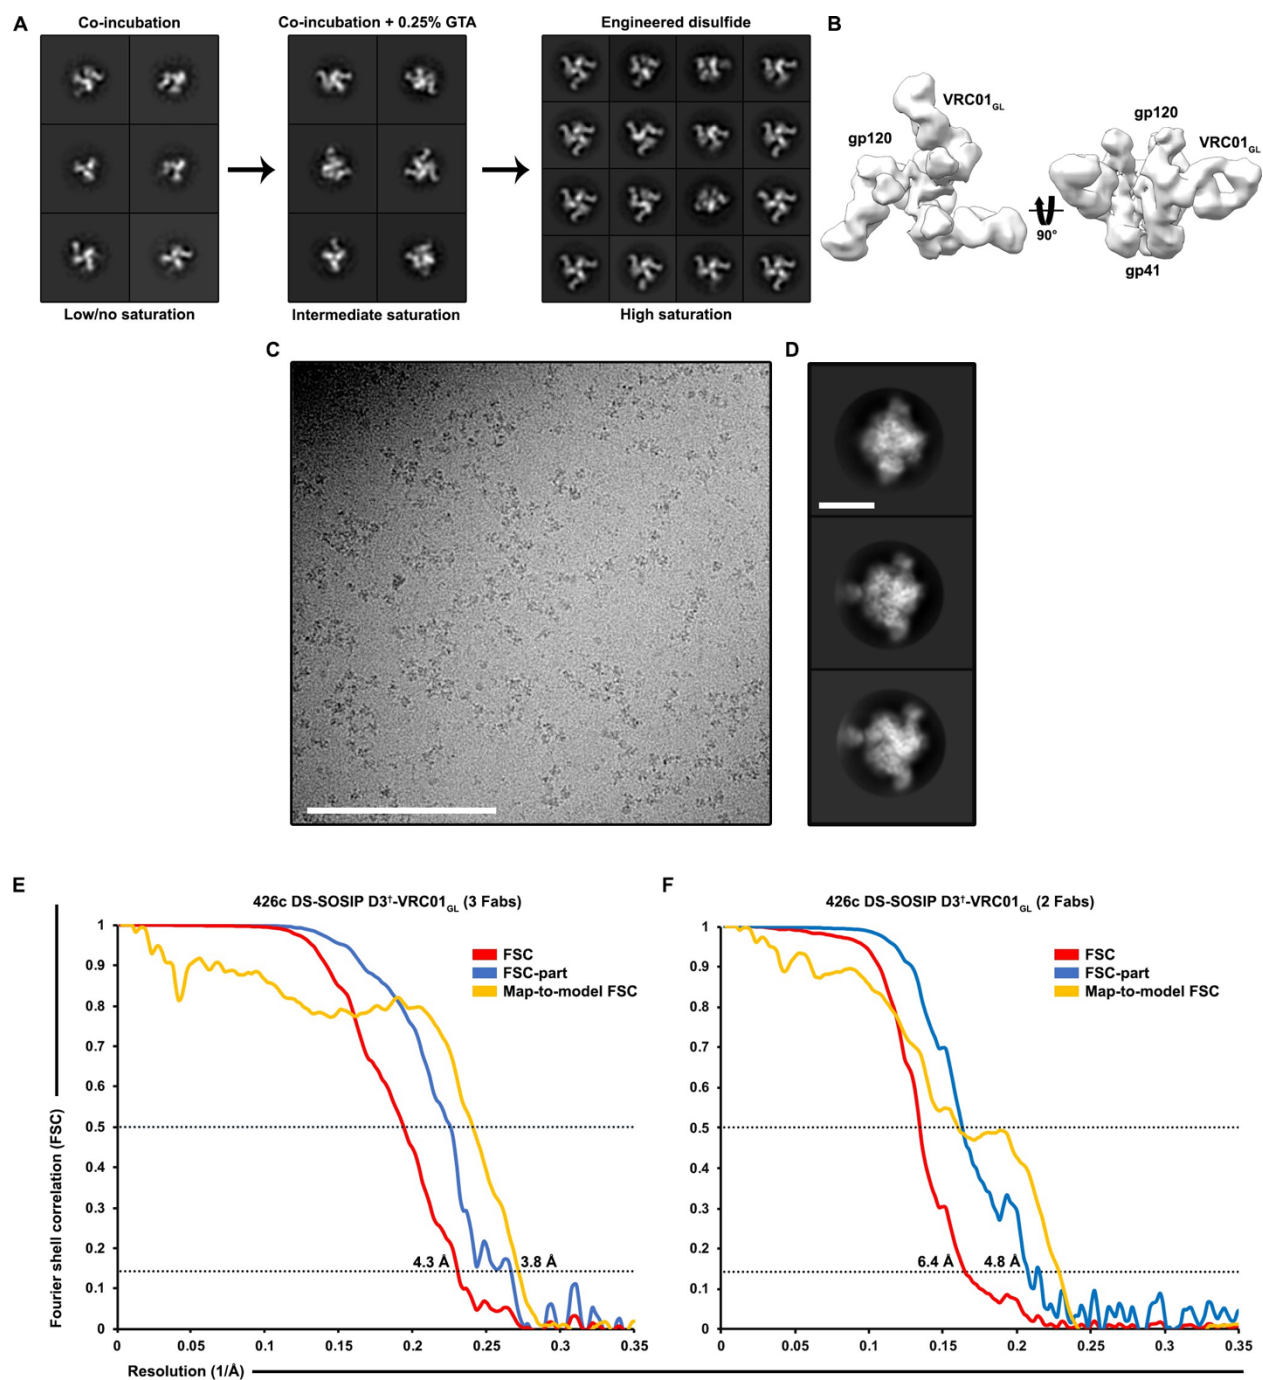 A
Co-incubation
Co-incubation + 0.25% GTA
Engineered disulfide
Low/no saturation
Intermediate saturation
High saturation
B
VRC01GL
gp120
gp120
VRC01GL
90°
gp41
C
D
E
426c DS-SOSIP D3†-VRC01GL (3 Fabs)
FSC
FSC-part
Map-to-model FSC
1
0.9
0.8
0.7
0.6
0.5
0.4
0.3
0.2
0.1
0
4.3 Å
3.8 Å
0 0.05 0.1 0.15 0.2 0.25 0.3 0.35
Fourier shell correlation (FSC)
F
426c DS-SOSIP D3†-VRC01GL (2 Fabs)
FSC
FSC-part
Map-to-model FSC
1
0.9
0.8
0.7
0.6
0.5
0.4
0.3
0.2
0.1
0
6.4 Å
4.8 Å
0 0.05 0.1 0.15 0.2 0.25 0.3 0.35
Resolution (1/Å)